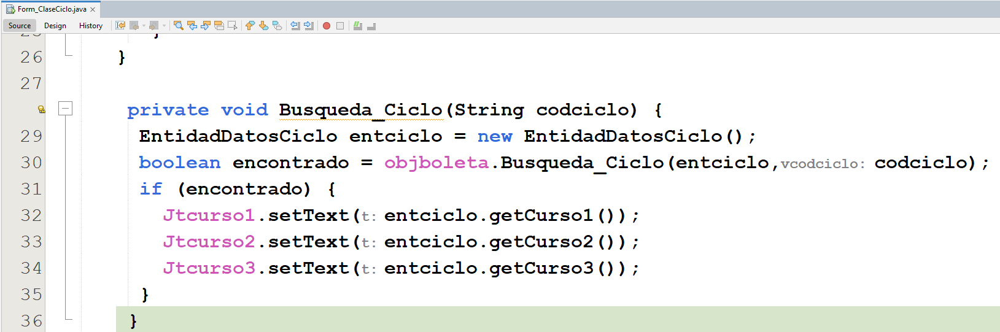 Form_ClaseCiclo.java ×
Source Design History
26 }
27
private void Busqueda_Ciclo(String codciclo) {
29 EntidadDatosCiclo entciclo = new EntidadDatosCiclo();
30 boolean encontrado = objboleta.Busqueda_Ciclo(entciclo, vcodciclo: codciclo);
31 if (encontrado) {
32 Jtcurso1.setText( t: entciclo.getCurso1());
33 Jtcurso2.setText( t: entciclo.getCurso2());
34 Jtcurso3.setText( t: entciclo.getCurso3());
35 }
36 }